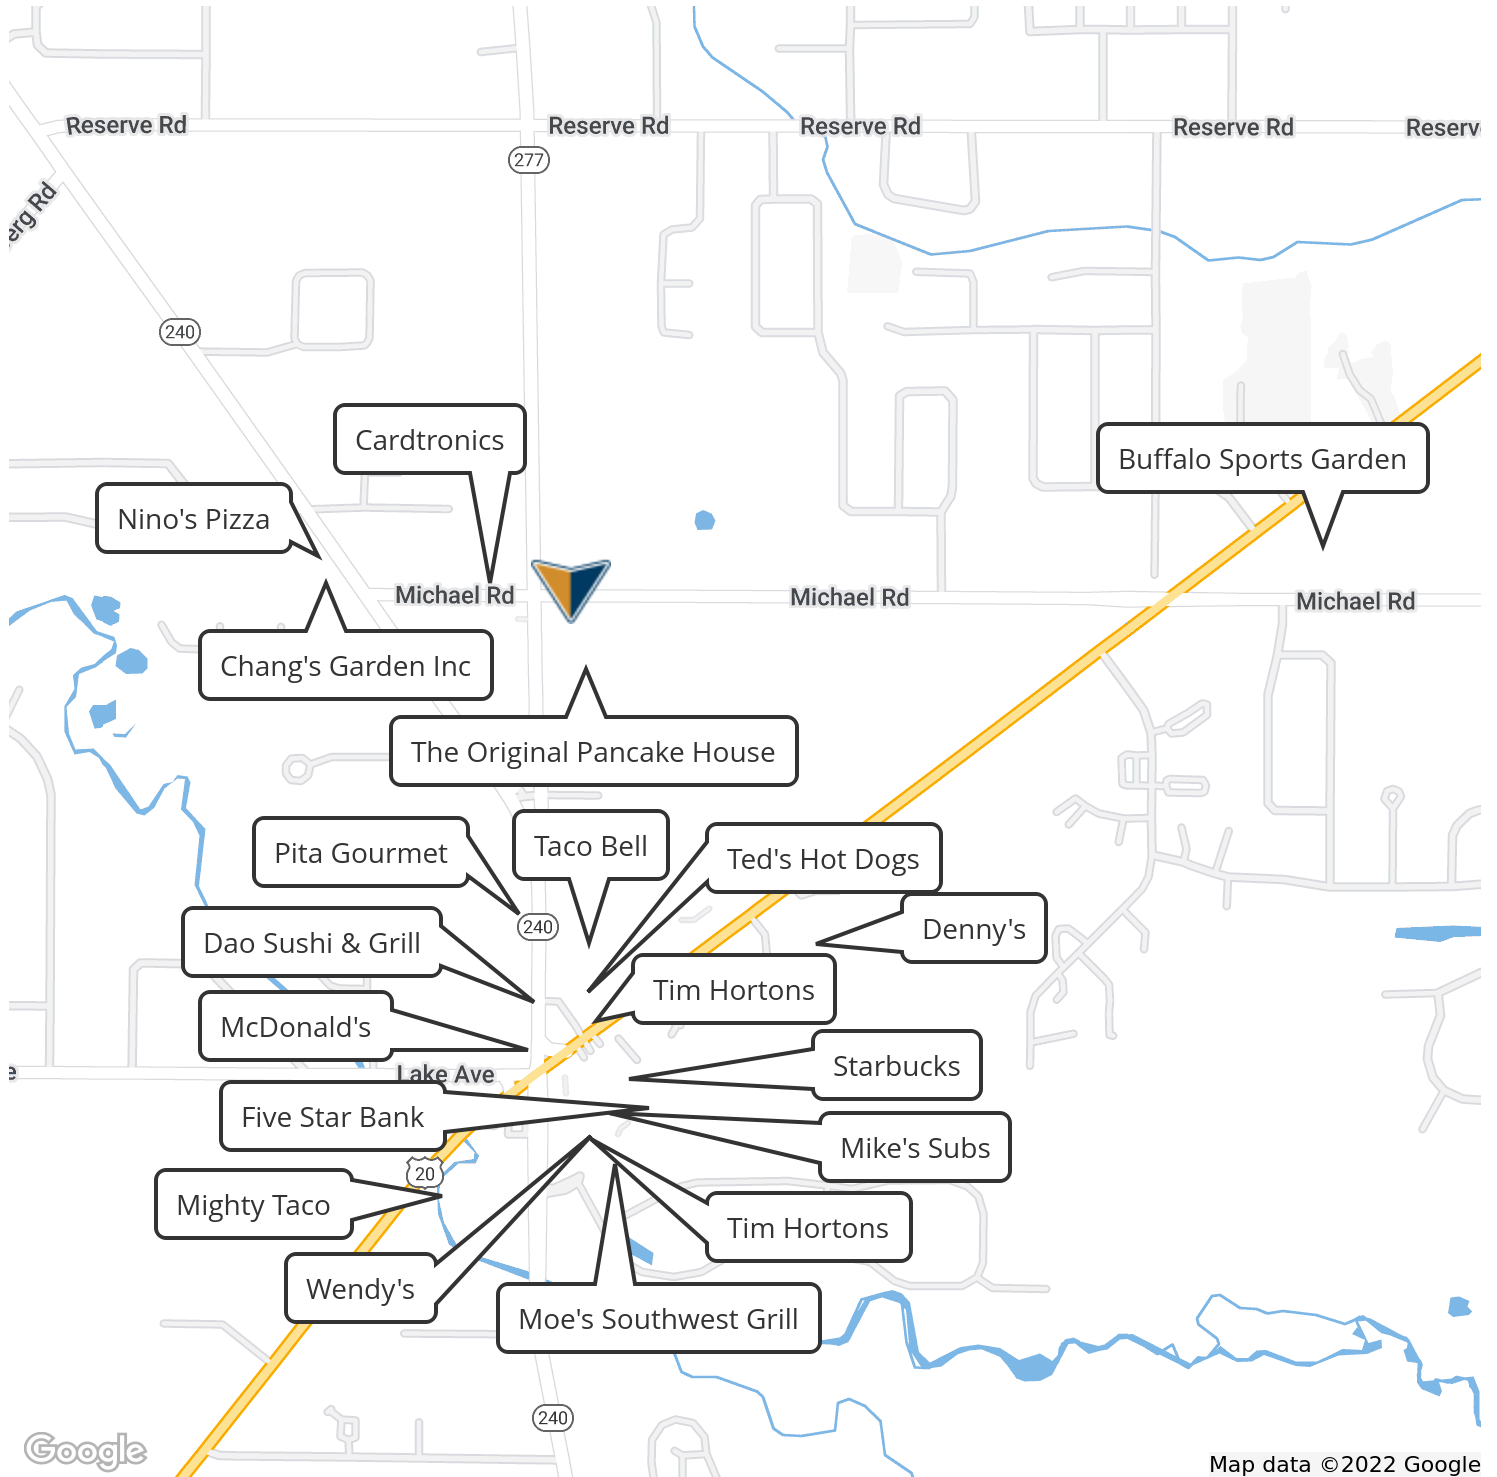 Reserve Rd
Reserve Rd
Reserve Rd
Reserve Rd
Reserv
277
erg Rd
240
Cardtronics
Buffalo Sports Garden
Nino's Pizza
Michael Rd
Michael Rd
Michael Rd
Chang's Garden Inc
The Original Pancake House
Pita Gourmet
Taco Bell
Ted's Hot Dogs
240
Denny's
Dao Sushi & Grill
Tim Hortons
McDonald's
e
Lake Ave
Starbucks
Five Star Bank
Mike's Subs
20
Mighty Taco
Tim Hortons
Wendy's
Moe's Southwest Grill
240
Google
Map data ©2022 Google